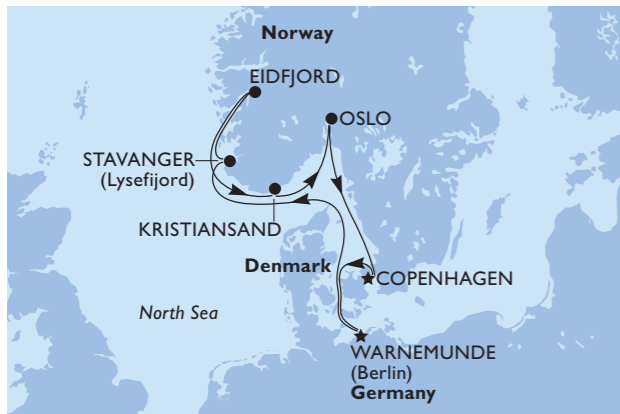 Norway
EIDFJORD
OSLO
STAVANGER
(Lysefijord)
KRISTIANSAND
Denmark
COPENHAGEN
North Sea
WARNEMUNDE
(Berlin)
Germany